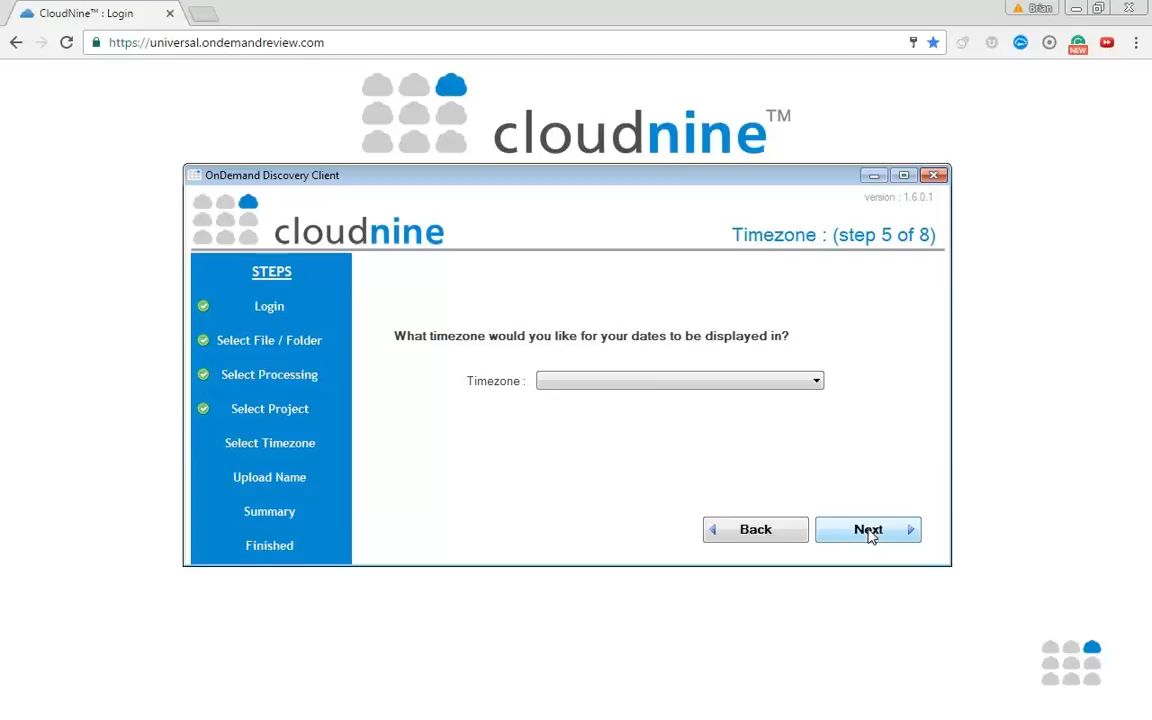 CloudNine™ : Login
Brian
https://universal.ondemandreview.com
NEW
cloudnine™
OnDemand Discovery Client
version : 1.6.0.1
cloudnine
Timezone : (step 5 of 8)
STEPS
Login
Select File / Folder
Select Processing
Select Project
Select Timezone
Upload Name
Summary
Finished
What timezone would you like for your dates to be displayed in?
Timezone :
Back
Next